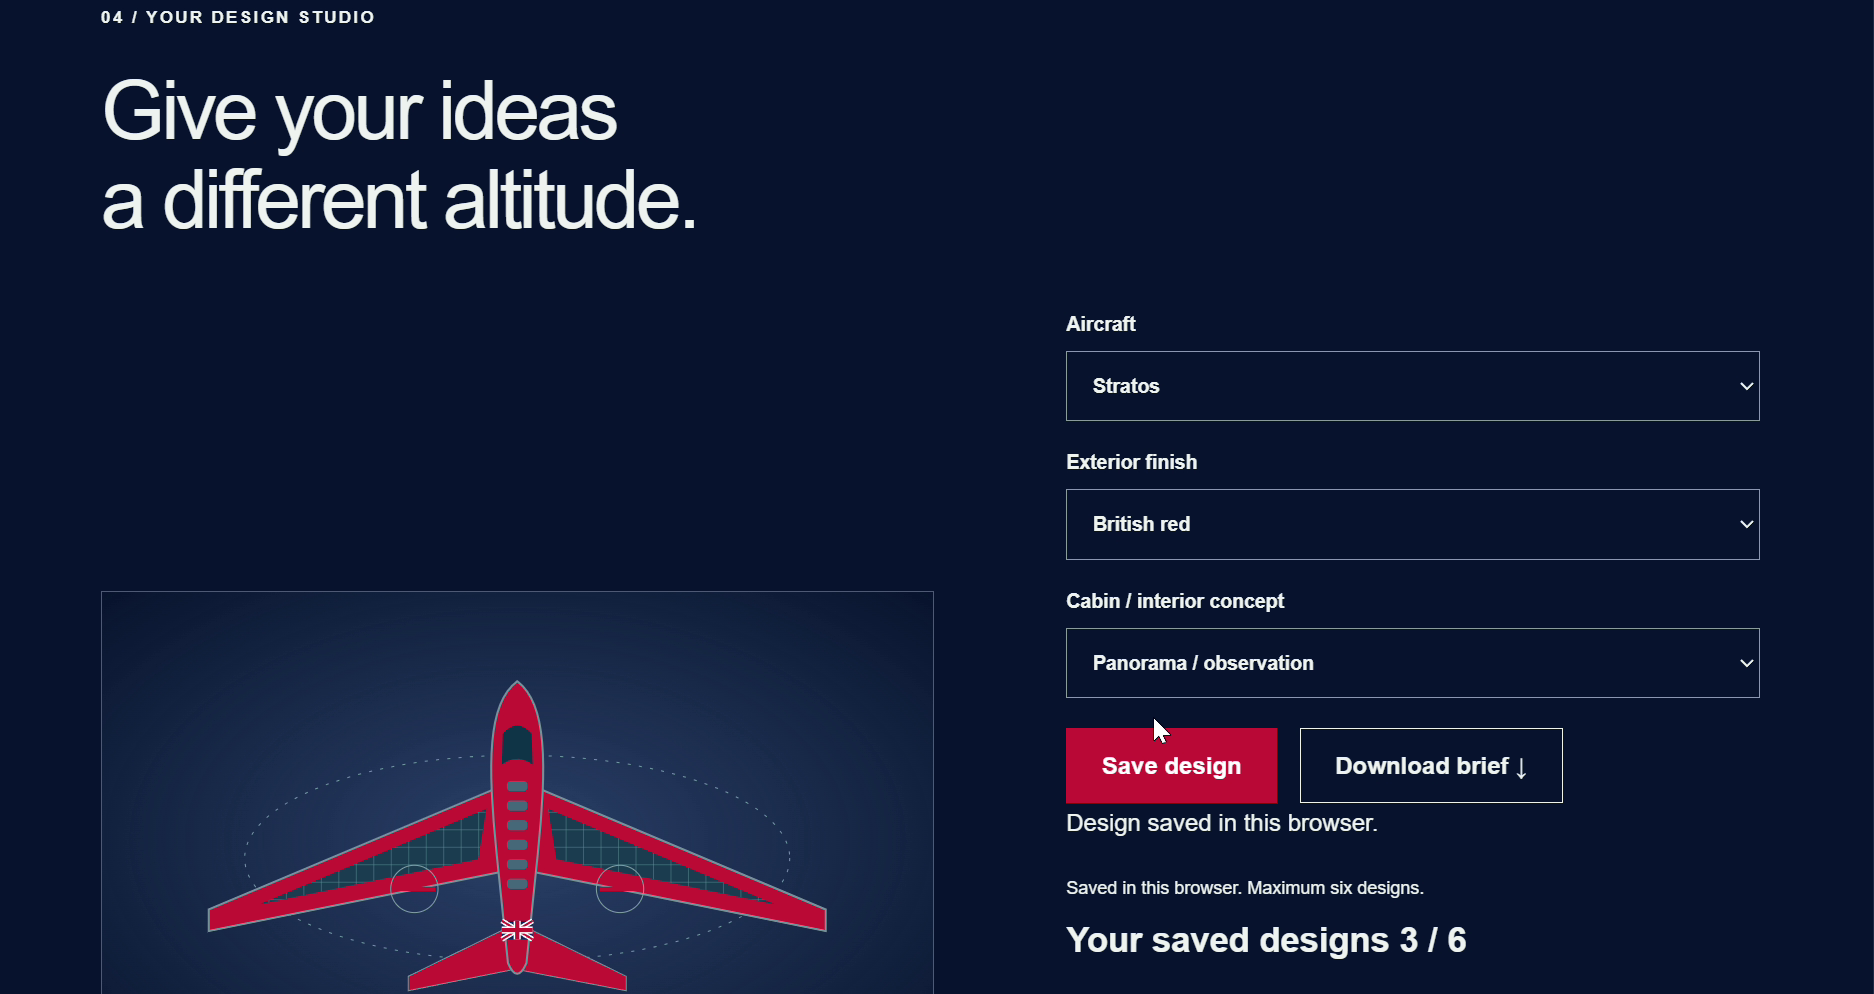 04 / YOUR DESIGN STUDIO
Give your ideas
a different altitude.
Aircraft
Stratos
Exterior finish
British red
Cabin / interior concept
Panorama / observation
Save design
Download brief ↓
Design saved in this browser.
Saved in this browser. Maximum six designs.
Your saved designs 3 / 6